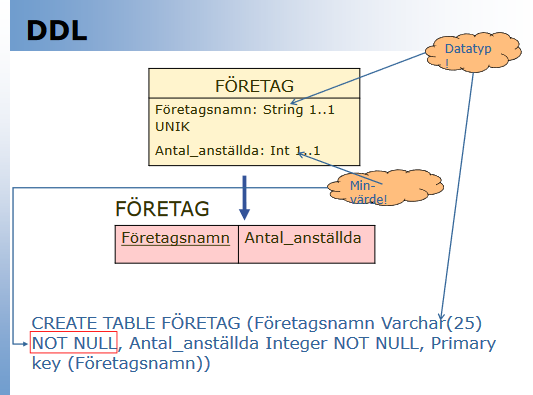 DDL
Datatyp
!
FÖRETAG
Företagsnamn: String 1..1
UNIK
Antal_anställda: Int 1..1
Min-
värde!
FÖRETAG
Företagsnamn Antal_anställda
CREATE TABLE FÖRETAG (Företagsnamn Varchar(25)
NOT NULL, Antal_anställda Integer NOT NULL, Primary
key (Företagsnamn))